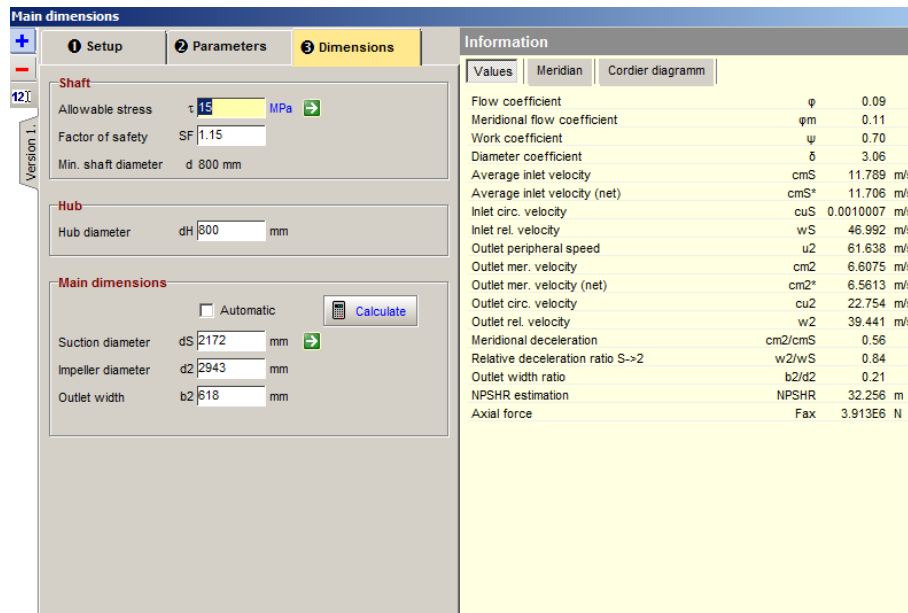 Main dimensions
1 Setup 2 Parameters 3 Dimensions
12
Version 1.
Shaft
Allowable stress τ 15 MPa
Factor of safety SF 1.15
Min. shaft diameter d 800 mm
Hub
Hub diameter dH 800 mm
Main dimensions
Automatic Calculate
Suction diameter dS 2172 mm
Impeller diameter d2 2943 mm
Outlet width b2 618 mm
Information
Values Meridian Cordier diagramm
Flow coefficient φ 0.09
Meridional flow coefficient φm 0.11
Work coefficient ψ 0.70
Diameter coefficient δ 3.06
Average inlet velocity cmS 11.789 m/s
Average inlet velocity (net) cmS* 11.706 m/s
Inlet circ. velocity cuS 0.0010007 m/s
Inlet rel. velocity wS 46.992 m/s
Outlet peripheral speed u2 61.638 m/s
Outlet mer. velocity cm2 6.6075 m/s
Outlet mer. velocity (net) cm2* 6.5613 m/s
Outlet circ. velocity cu2 22.754 m/s
Outlet rel. velocity w2 39.441 m/s
Meridional deceleration cm2/cmS 0.56
Relative deceleration ratio S->2 w2/wS 0.84
Outlet width ratio b2/d2 0.21
NPSHR estimation NPSHR 32.256 m
Axial force Fax 3.913E6 N